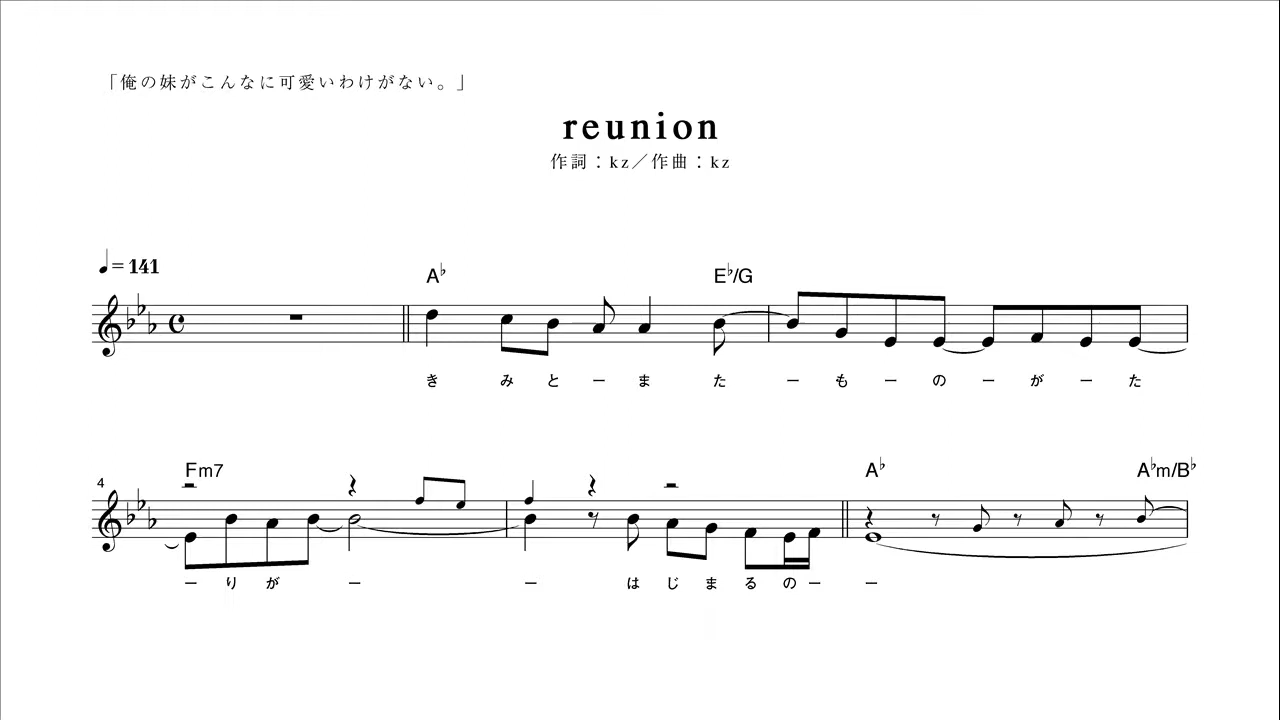 「俺の妹がこんなに可愛いわけがない。」
reunion
作詞：kz／作曲：kz
♩= 141
A♭ E♭/G
き み と ー ま た ー も ー の ー が ー た
4
Fm7 A♭ A♭m/B♭
ー り が ー ー は じ ま る の ー ー